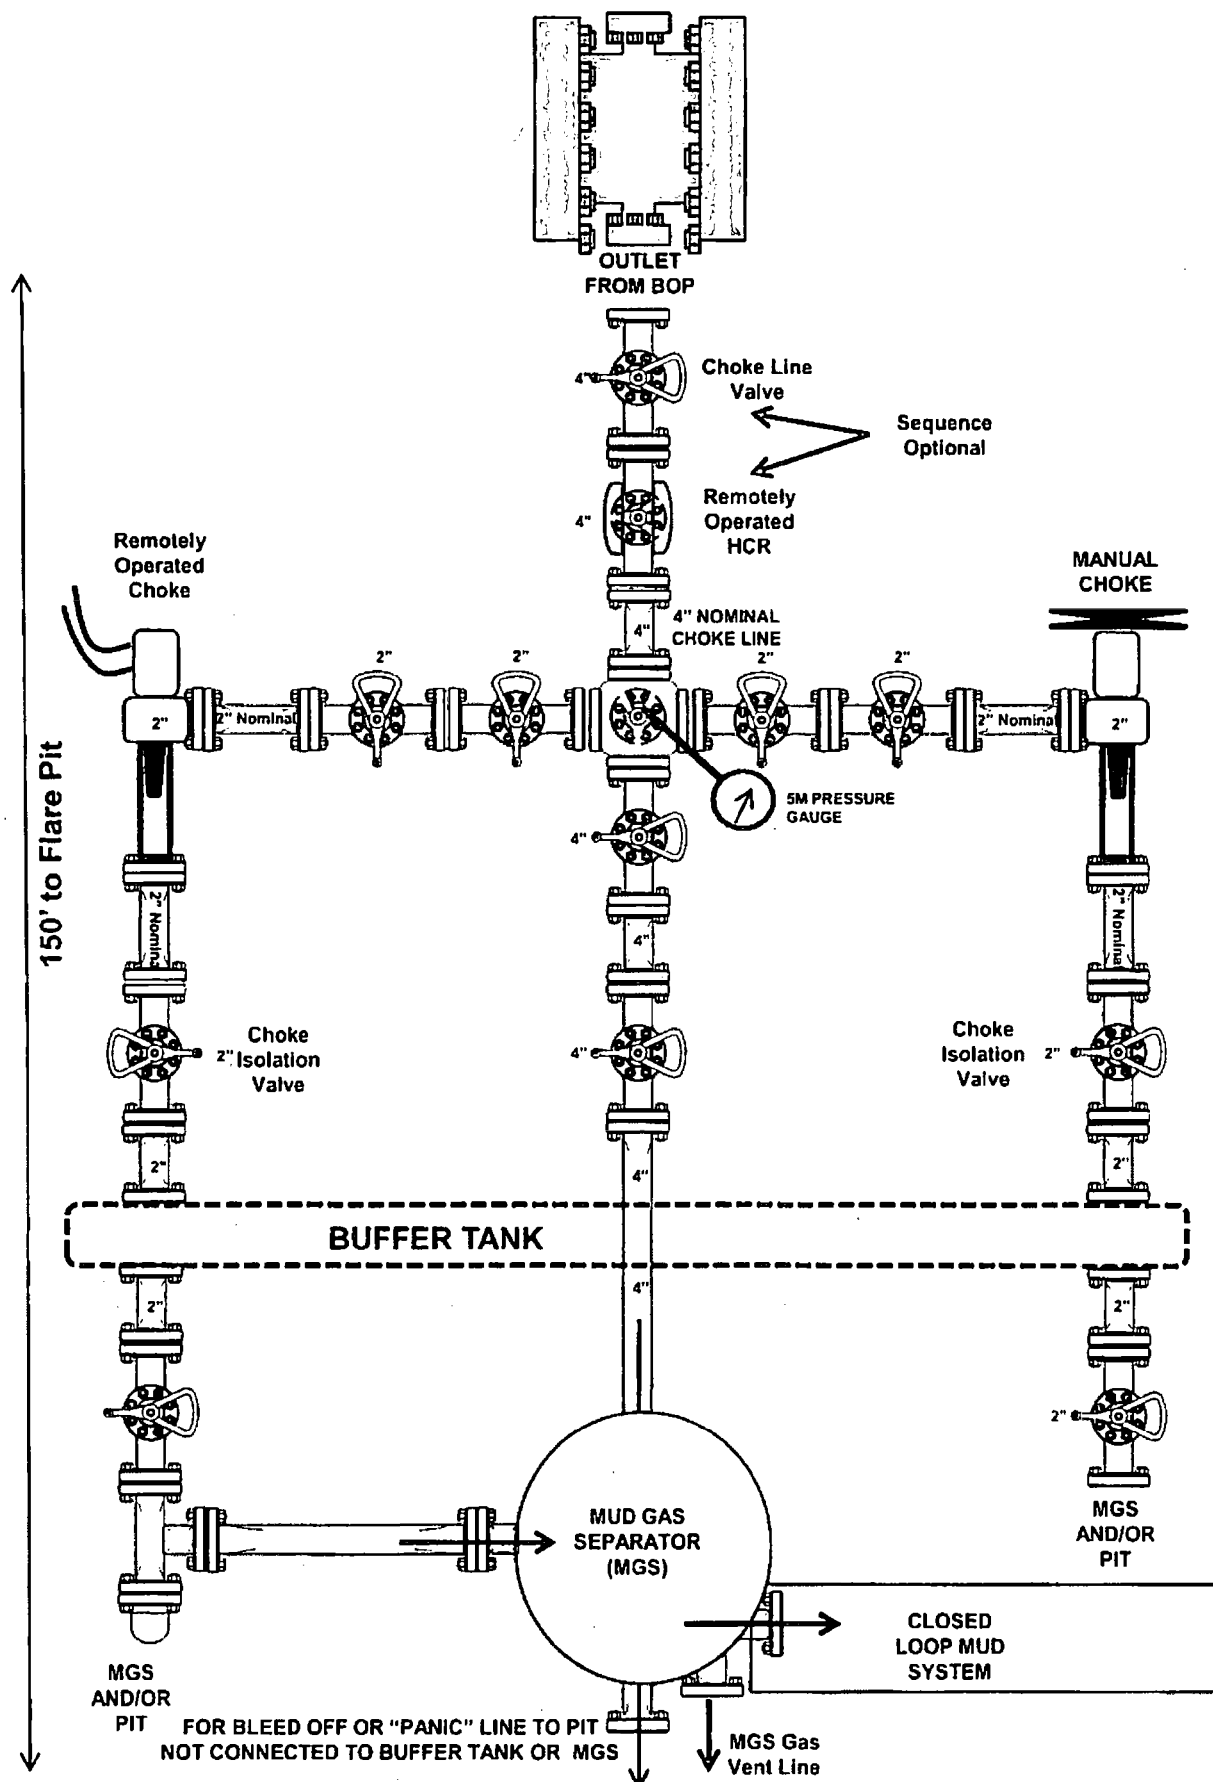 OUTLET
FROM BOP
4"
Choke Line
Valve
Sequence
Optional
4"
Remotely
Operated
HCR
Remotely
Operated
Choke
MANUAL
CHOKE
4"
4" NOMINAL
CHOKE LINE
2"
2"
2"
2"
2"
2" Nominal
2" Nominal
2"
5M PRESSURE
GAUGE
4"
150' to Flare Pit
2" Nominal
4"
2" Nominal
2"
Choke
Isolation
Valve
4"
Choke
Isolation
Valve
2"
2"
4"
2"
BUFFER TANK
2"
4"
2"
2"
MUD GAS
SEPARATOR
(MGS)
MGS
AND/OR
PIT
CLOSED
LOOP MUD
SYSTEM
MGS
AND/OR
PIT
FOR BLEED OFF OR "PANIC" LINE TO PIT
NOT CONNECTED TO BUFFER TANK OR MGS
MGS Gas
Vent Line